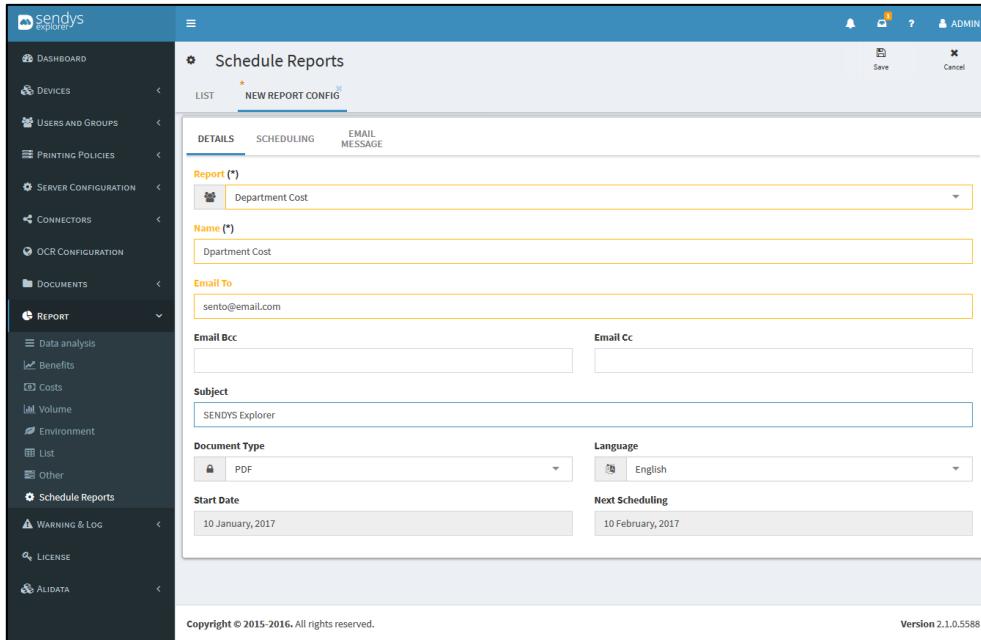 sendys
explorer
1
?
ADMIN
DASHBOARD
DEVICES
USERS AND GROUPS
PRINTING POLICIES
SERVER CONFIGURATION
CONNECTORS
OCR CONFIGURATION
DOCUMENTS
REPORT
Data analysis
Benefits
Costs
Volume
Environment
List
Other
Schedule Reports
WARNING & LOG
LICENSE
ALIDATA
Schedule Reports
Save
Cancel
LIST
* NEW REPORT CONFIG x
DETAILS
SCHEDULING
EMAIL
MESSAGE
Report (*)
Department Cost
Name (*)
Dpartment Cost
Email To
sento@email.com
Email Bcc
Email Cc
Subject
SENDYS Explorer
Document Type
Language
PDF
English
Start Date
Next Scheduling
10 January, 2017
10 February, 2017
Copyright © 2015-2016. All rights reserved.
Version 2.1.0.5588